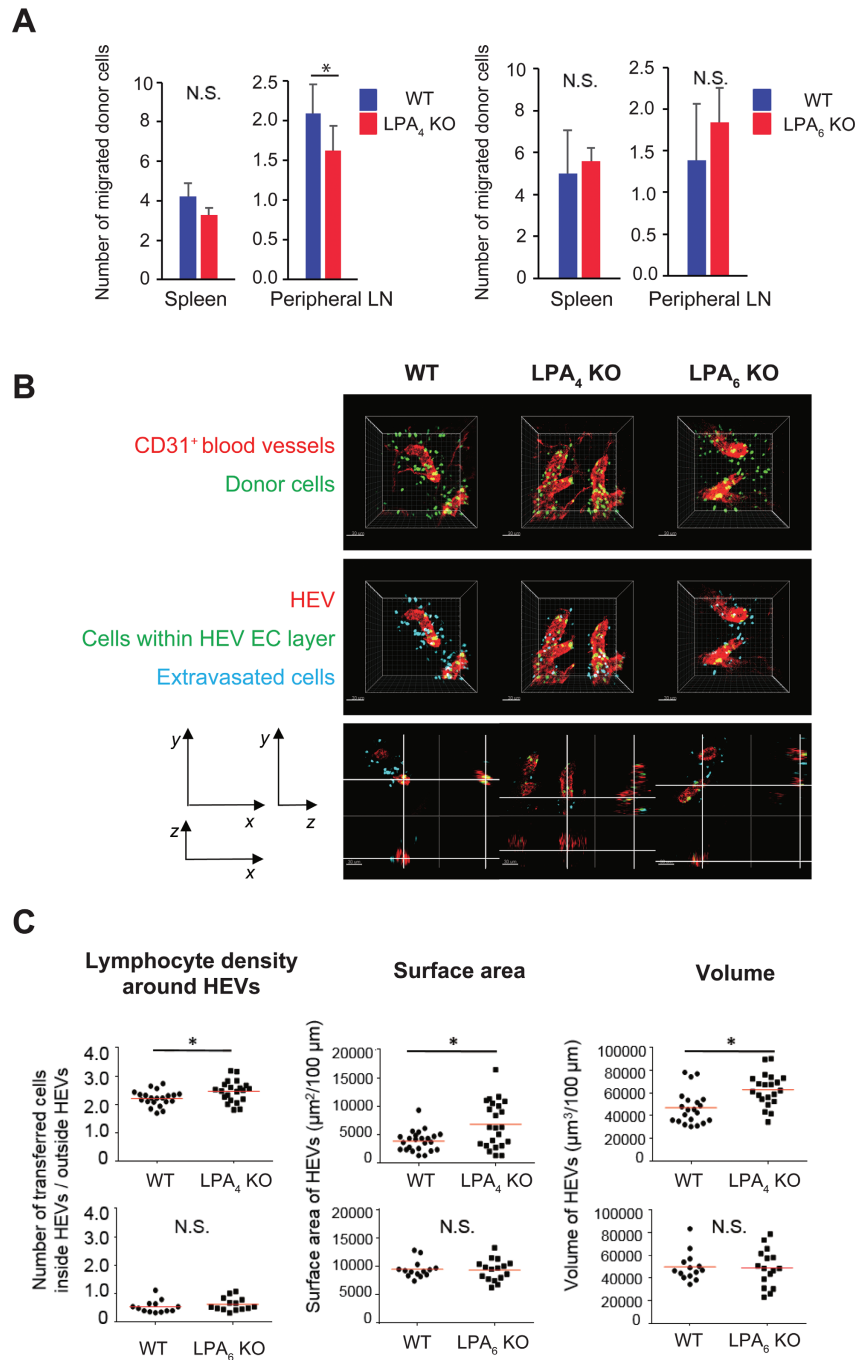 A
Number of migrated donor cells
10
8
6
4
2
0
N.S.
Spleen
2.5
2.0
1.5
1.0
0.5
0.0
*
Peripheral LN
WT
LPA4 KO
Number of migrated donor cells
10
8
6
4
2
0
N.S.
Spleen
2.5
2.0
1.5
1.0
0.5
0.0
N.S.
Peripheral LN
WT
LPA6 KO
B
WT
LPA4 KO
LPA6 KO
CD31+ blood vessels
Donor cells
HEV
Cells within HEV EC layer
Extravasated cells
y
x
y
z
z
x
C
Lymphocyte density
around HEVs
Surface area
Volume
Number of transferred cells
inside HEVs / outside HEVs
4.0
3.0
2.0
1.0
0
*
WT
LPA4 KO
4.0
3.0
2.0
1.0
0
N.S.
WT
LPA6 KO
Surface area of HEVs (µm2/100 µm)
20000
15000
10000
5000
0
*
WT
LPA4 KO
20000
15000
10000
5000
0
N.S.
WT
LPA6 KO
Volume of HEVs (µm3/100 µm)
100000
80000
60000
40000
20000
0
*
WT
LPA4 KO
100000
80000
60000
40000
20000
0
N.S.
WT
LPA6 KO